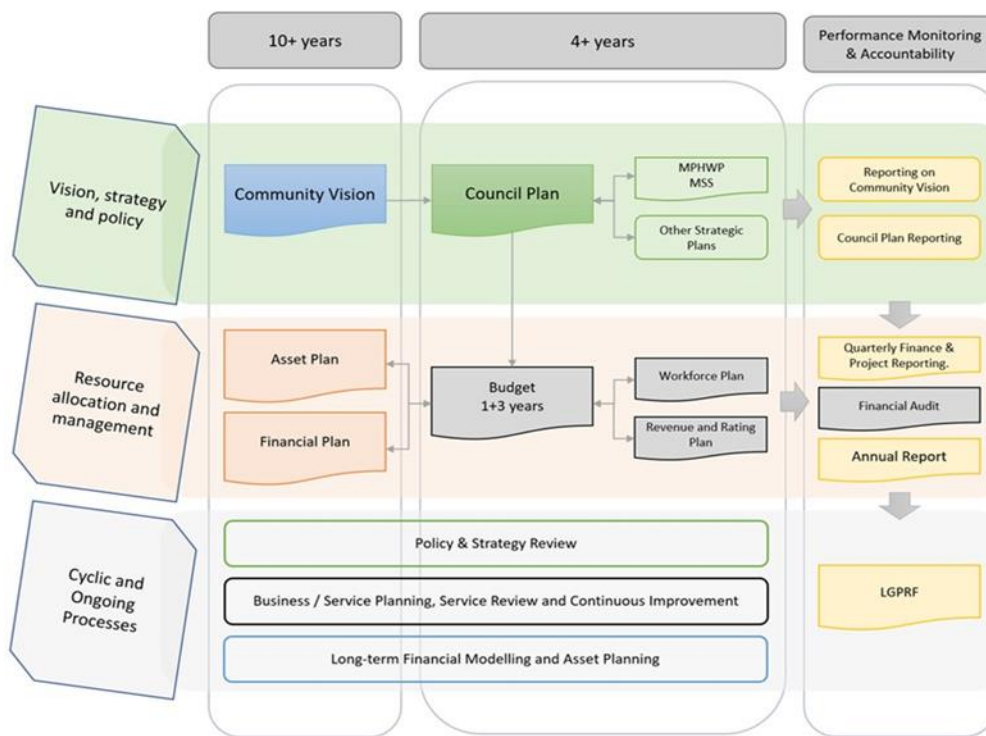 10+ years
4+ years
Performance Monitoring
& Accountability
Vision, strategy
and policy
Community Vision
Council Plan
MPHWP
MSS
Other Strategic
Plans
Reporting on
Community Vision
Council Plan Reporting
Resource
allocation and
management
Asset Plan
Financial Plan
Budget
1+3 years
Workforce Plan
Revenue and Rating
Plan
Quarterly Finance &
Project Reporting.
Financial Audit
Annual Report
Cyclic and
Ongoing
Processes
Policy & Strategy Review
Business / Service Planning, Service Review and Continuous Improvement
Long-term Financial Modelling and Asset Planning
LGPRF